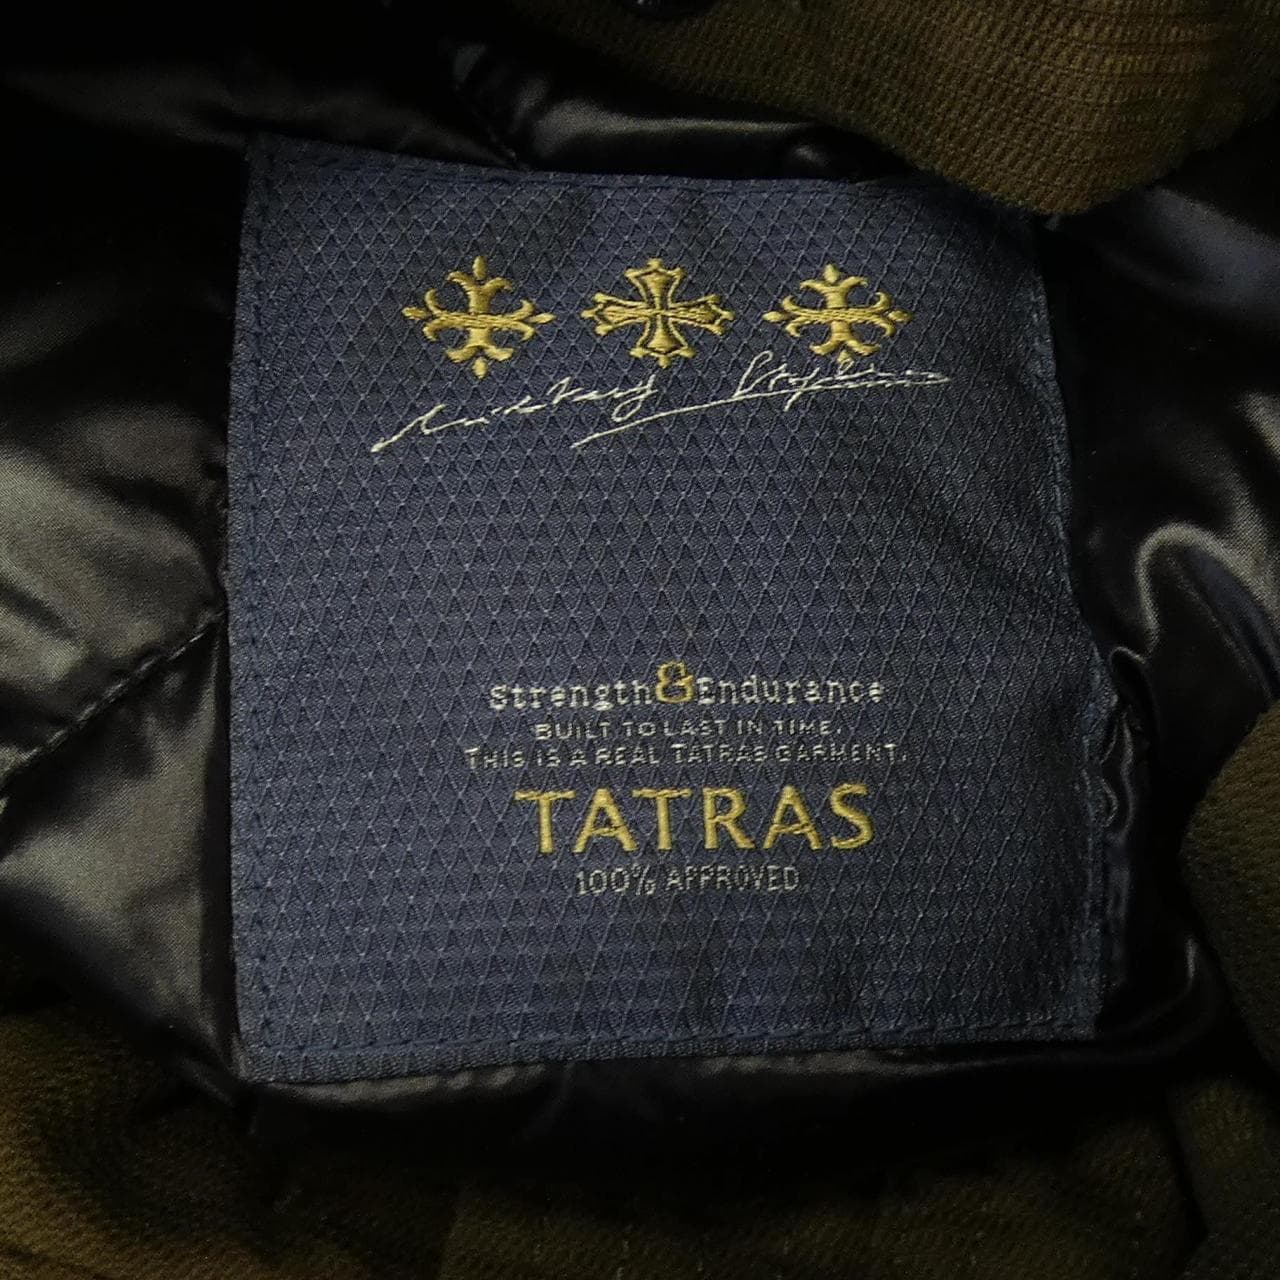 Strength&Endurance
BUILT TO LAST IN TIME.
THIS IS A REAL TATRAS GARMENT.
TATRAS
100% APPROVED